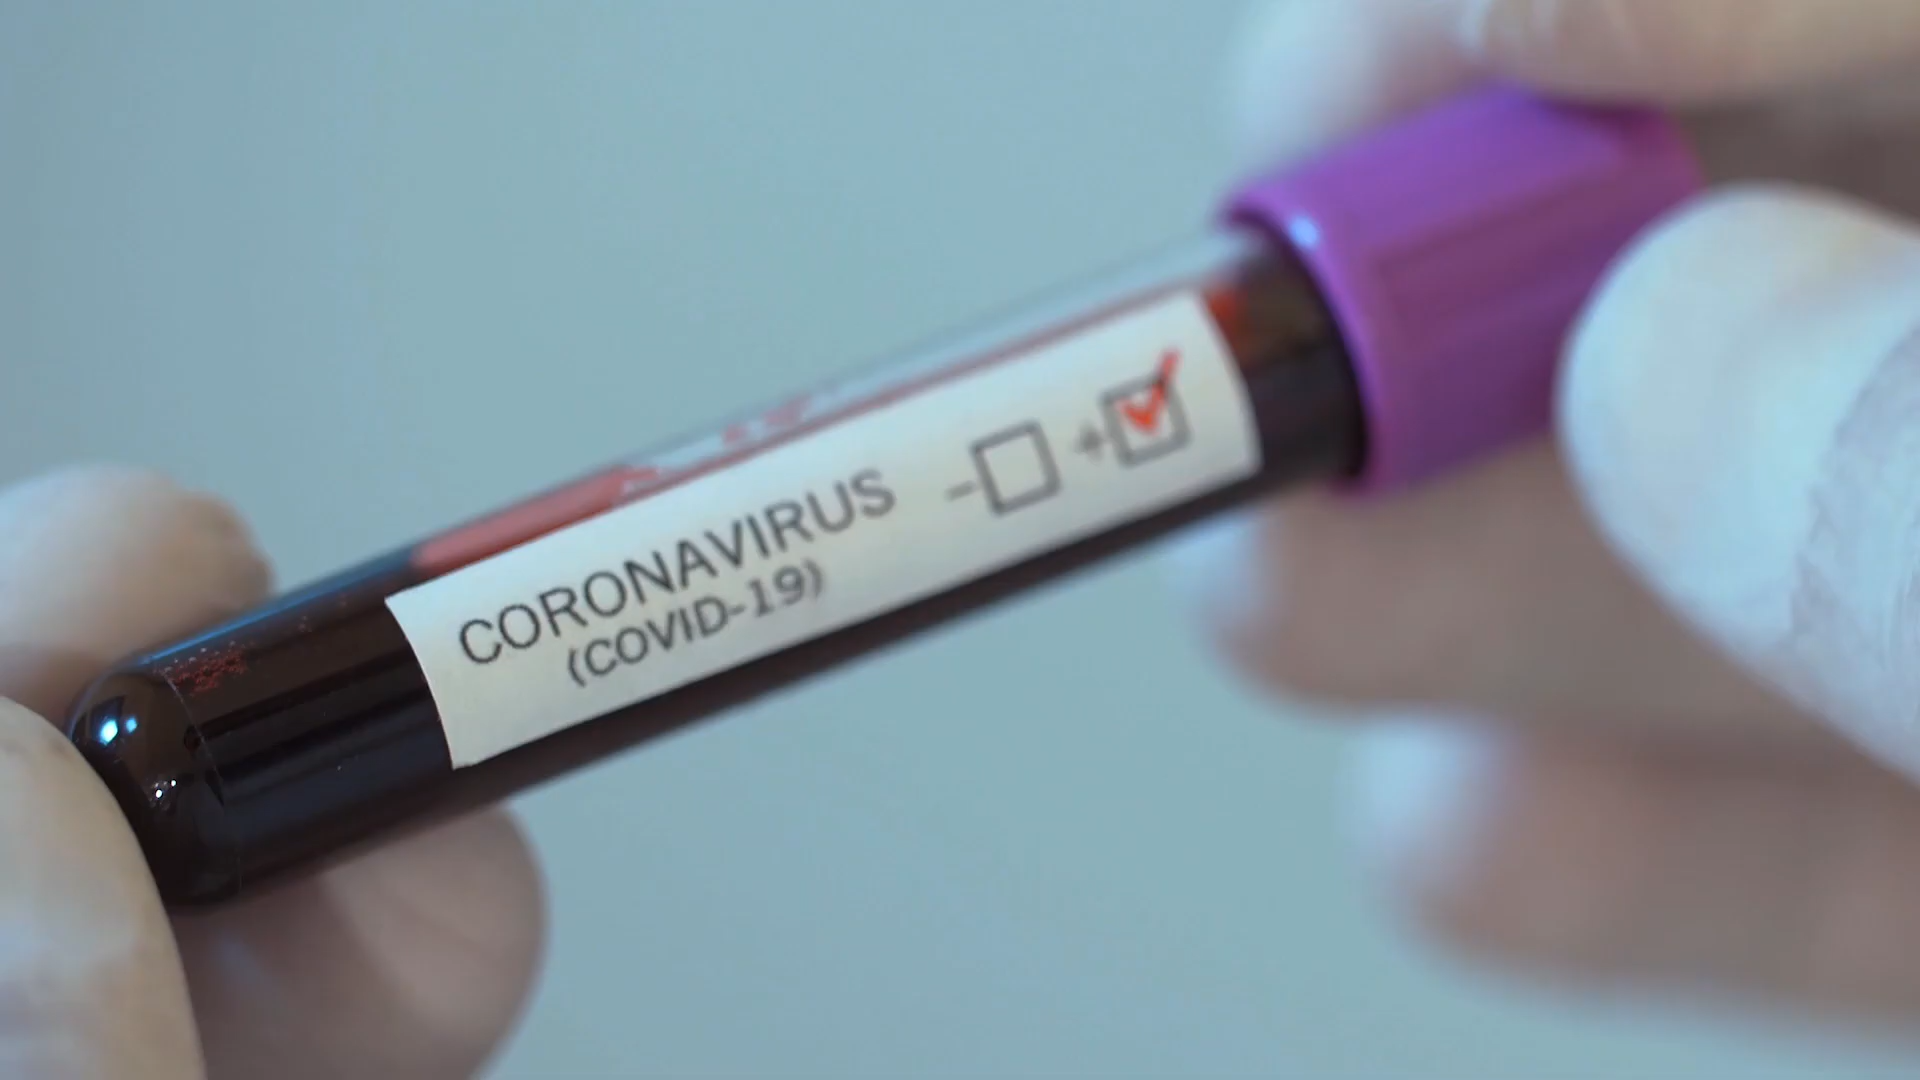 CORONAVIRUS - ☐ + ☑
(COVID-19)